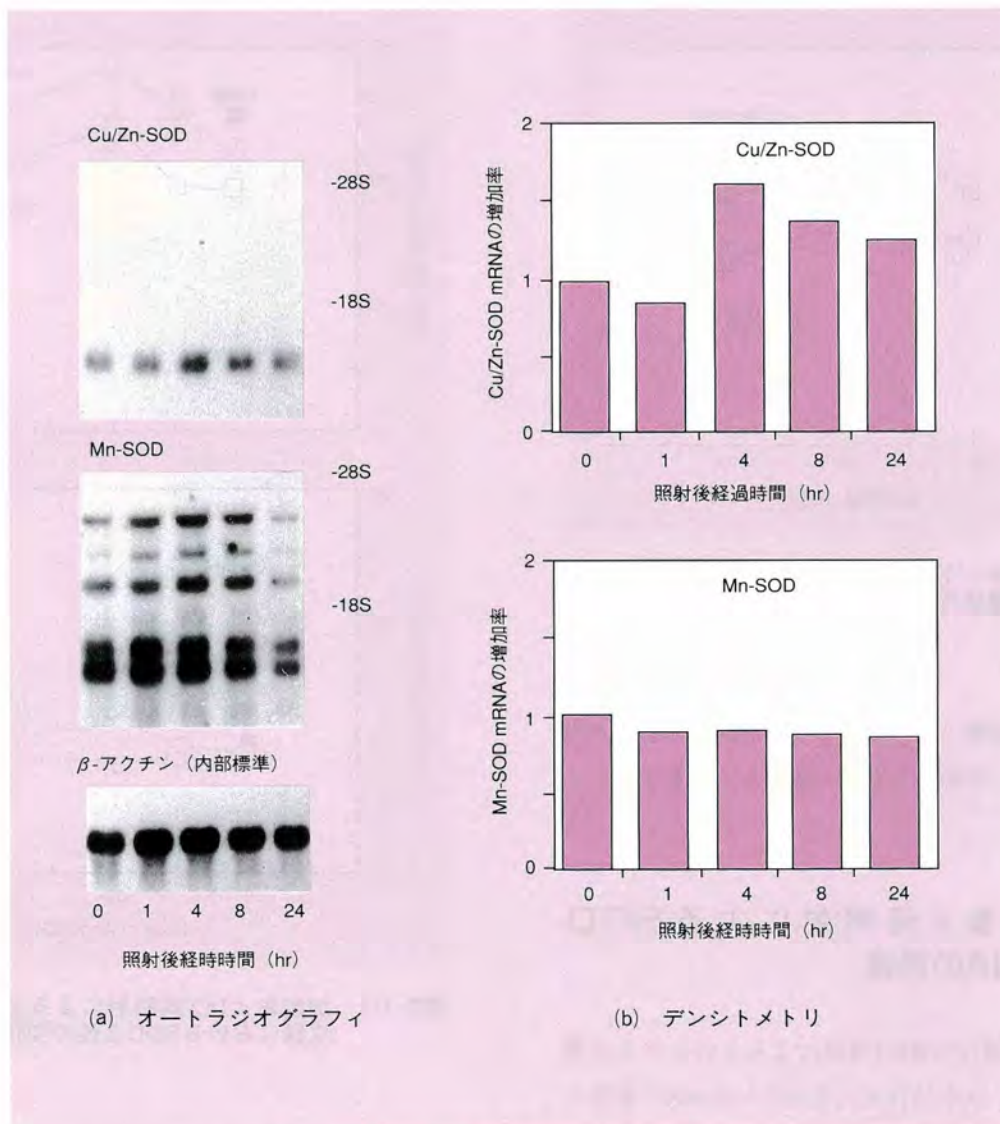 Cu/Zn-SOD
-28S
-18S
Mn-SOD
-28S
-18S
β-アクチン（内部標準）
0 1 4 8 24
照射後経時時間（hr）
(a) オートラジオグラフィ
Cu/Zn-SOD mRNAの増加率
2
1
0
Cu/Zn-SOD
0 1 4 8 24
照射後経過時間（hr）
Mn-SOD mRNAの増加率
2
1
0
Mn-SOD
0 1 4 8 24
照射後経時時間（hr）
(b) デンシトメトリ